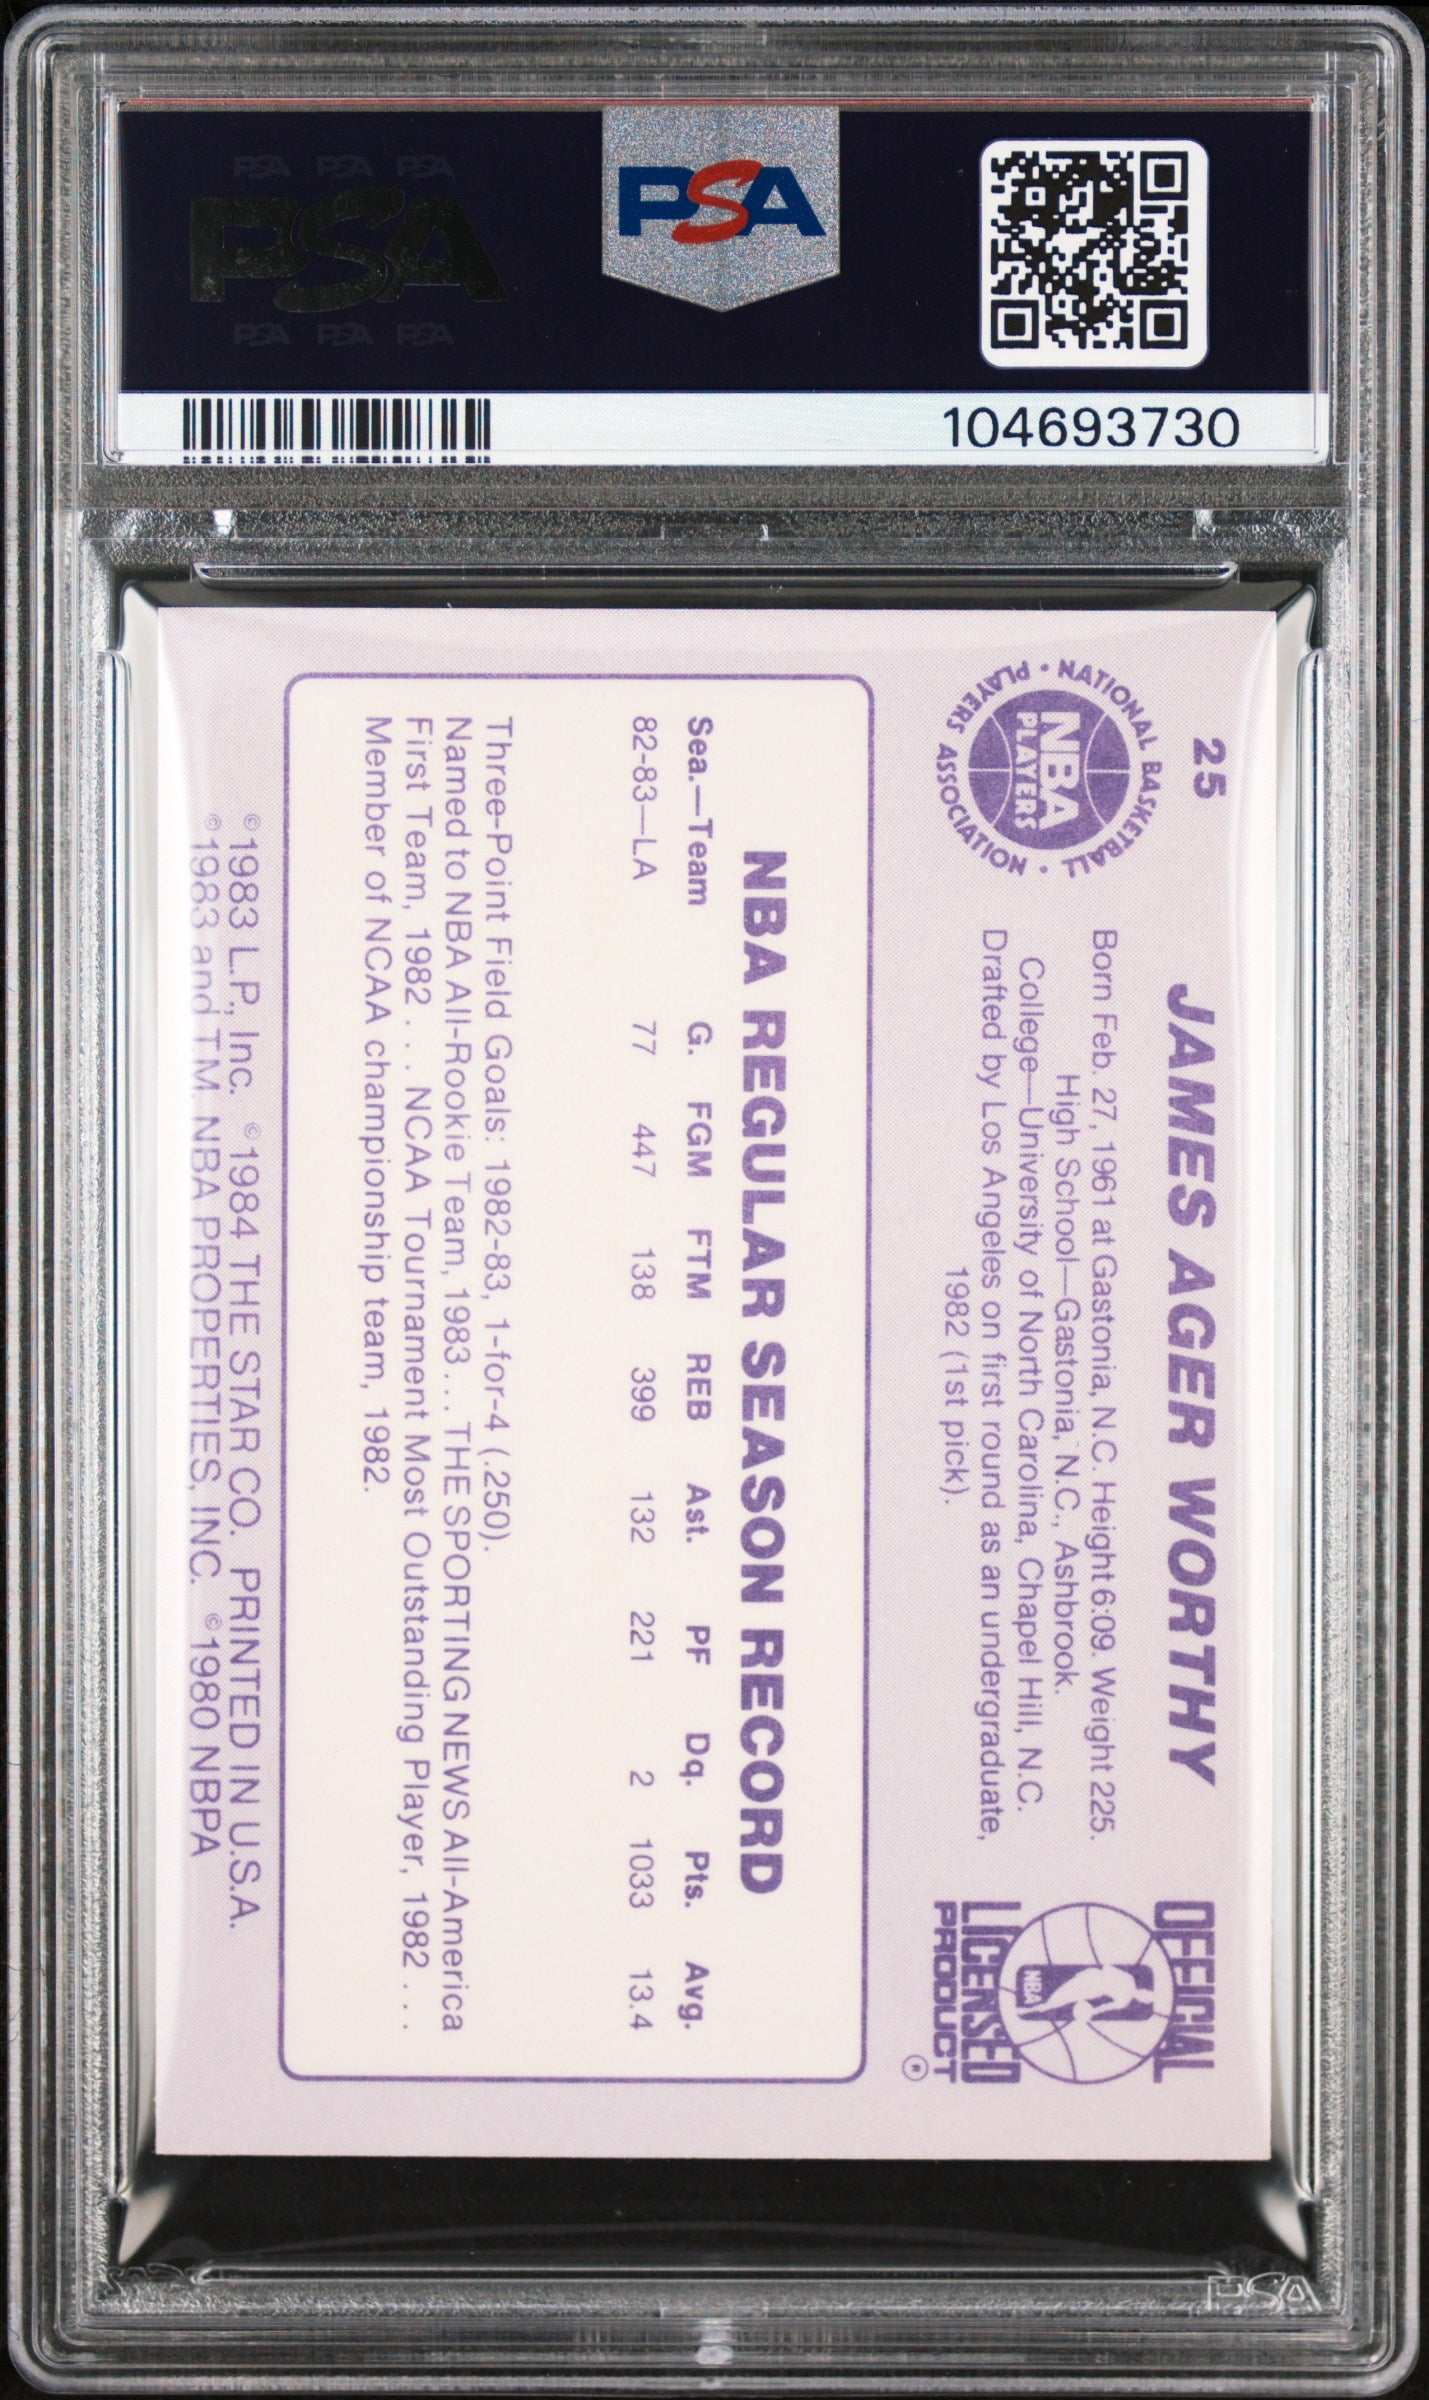 PSA PSA PSA
PSA
PSA PSA PSA
PSA
104693730
25
JAMES AGER WORTHY
NATIONAL BASKETBALL PLAYERS ASSOCIATION
NBA
PLAYERS
Born Feb. 27, 1961 at Gastonia, N.C. Height 6:09. Weight 225.
High School—Gastonia, N.C., Ashbrook.
College—University of North Carolina, Chapel Hill, N.C.
Drafted by Los Angeles on first round as an undergraduate,
1982 (1st pick).
OFFICIAL
NBA
LICENSED
PRODUCT
®
NBA REGULAR SEASON RECORD
Sea.—Team G. FGM FTM REB Ast. PF Dq. Pts. Avg.
82-83—LA 77 447 138 399 132 221 2 1033 13.4
Three-Point Field Goals: 1982-83, 1-for-4 (.250).
Named to NBA All-Rookie Team, 1983 . . . THE SPORTING NEWS All-America
First Team, 1982 . . . NCAA Tournament Most Outstanding Player, 1982 . . .
Member of NCAA championship team, 1982.
©1983 L.P., Inc. ©1984 THE STAR CO. PRINTED IN U.S.A.
©1983 and T.M. NBA PROPERTIES, INC. ©1980 NBPA
PSA